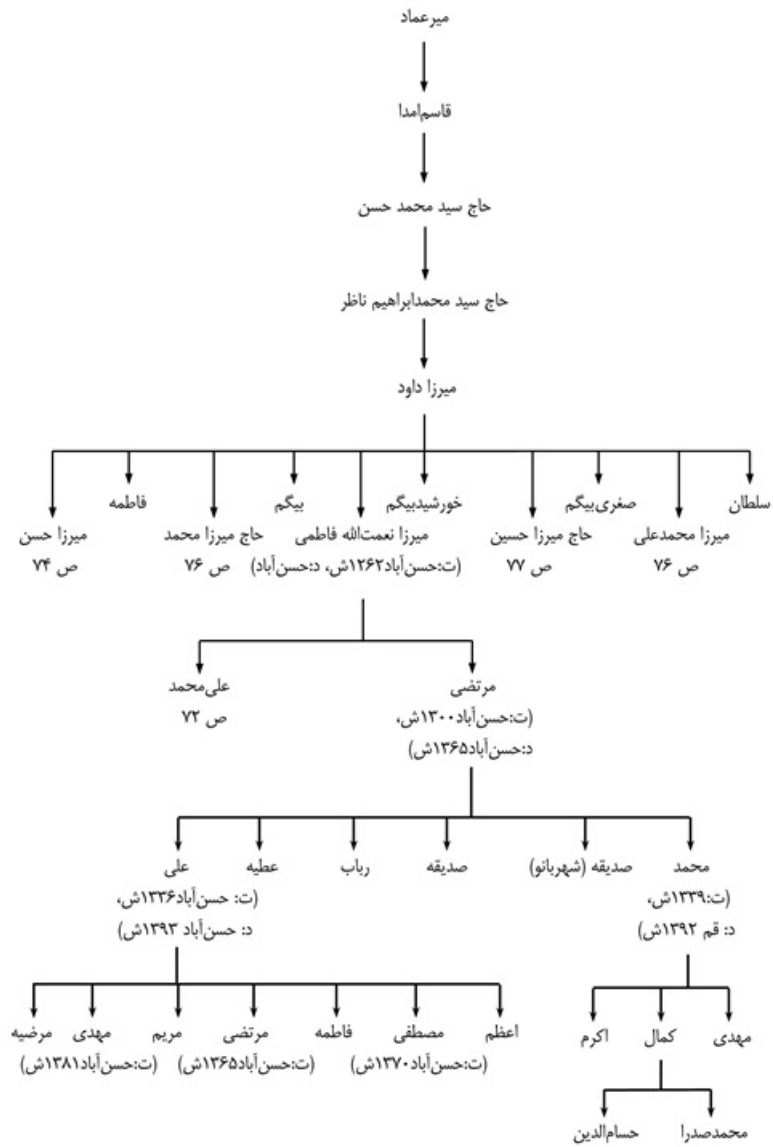 میرعماد
قاسم‌امدا
حاج سید محمد حسن
حاج سید محمدابراهیم ناظر
میرزا داود
سلطان
صغری‌بیگم
خورشیدبیگم
بیگم
فاطمه
میرزا محمدعلی
ص ۷۶
حاج میرزا حسین
ص ۷۷
میرزا نعمت‌الله فاطمی
(ت:حسن‌آباد۱۲۶۲ش، د:حسن‌آباد)
حاج میرزا محمد
ص ۷۶
میرزا حسن
ص ۷۴
مرتضی
(ت:حسن‌آباد۱۳۰۰ش،
د:حسن‌آباد۱۳۶۵ش)
علی‌محمد
ص ۷۲
محمد
(ت:۱۳۳۹ش،
د: قم ۱۳۹۲ش)
صدیقه (شهربانو)
صدیقه
رباب
عطیه
علی
(ت: حسن‌آباد۱۳۳۶ش،
د: حسن‌آباد ۱۳۹۳ش)
مهدی
کمال
اکرم
محمدصدرا
حسام‌الدین
اعظم
مصطفی
(ت:حسن‌آباد۱۳۷۰ش)
فاطمه
مرتضی
(ت:حسن‌آباد۱۳۶۵ش)
مریم
مهدی
(ت:حسن‌آباد۱۳۸۱ش)
مرضیه